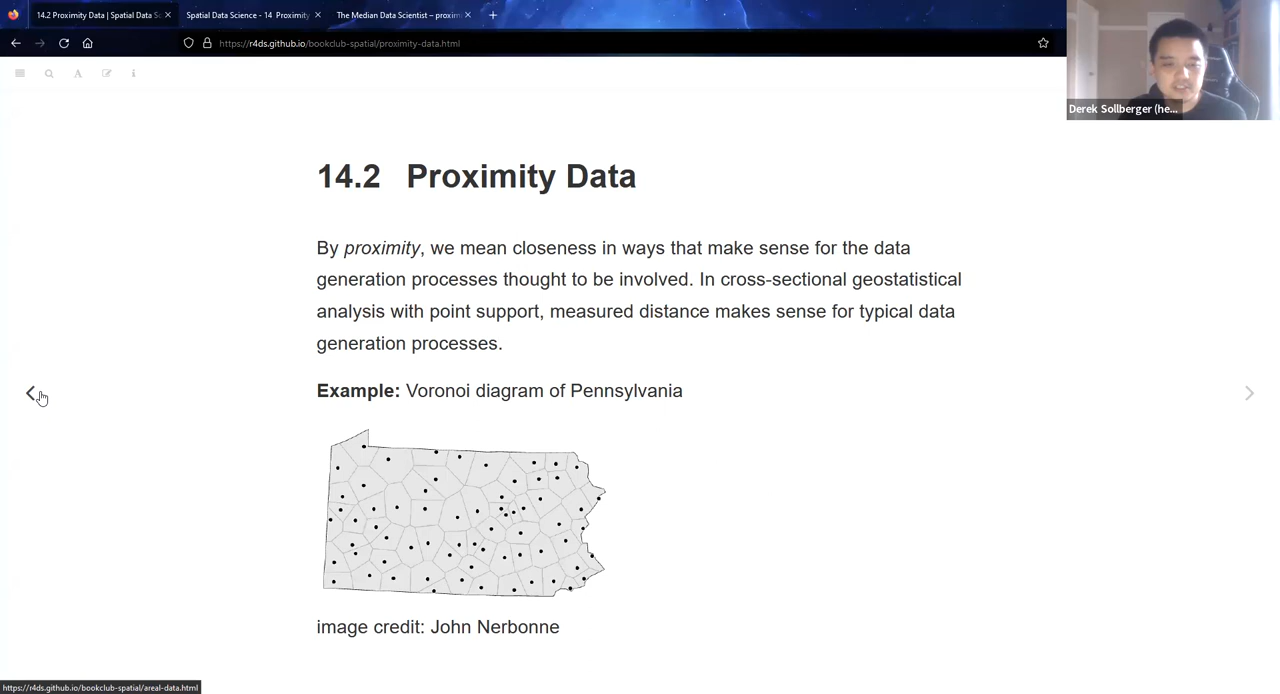 14.2 Proximity Data | Spatial Data Sc
Spatial Data Science - 14 Proximity
The Median Data Scientist – proxim
https://r4ds.github.io/bookclub-spatial/proximity-data.html
Derek Sollberger (he...
14.2 Proximity Data
By proximity, we mean closeness in ways that make sense for the data
generation processes thought to be involved. In cross-sectional geostatistical
analysis with point support, measured distance makes sense for typical data
generation processes.
Example: Voronoi diagram of Pennsylvania
image credit: John Nerbonne
https://r4ds.github.io/bookclub-spatial/areal-data.html